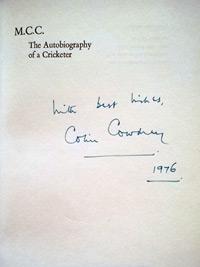 M.C.C.
The Autobiography
of a Cricketer
With best wishes,
Colin Cowdrey
1976